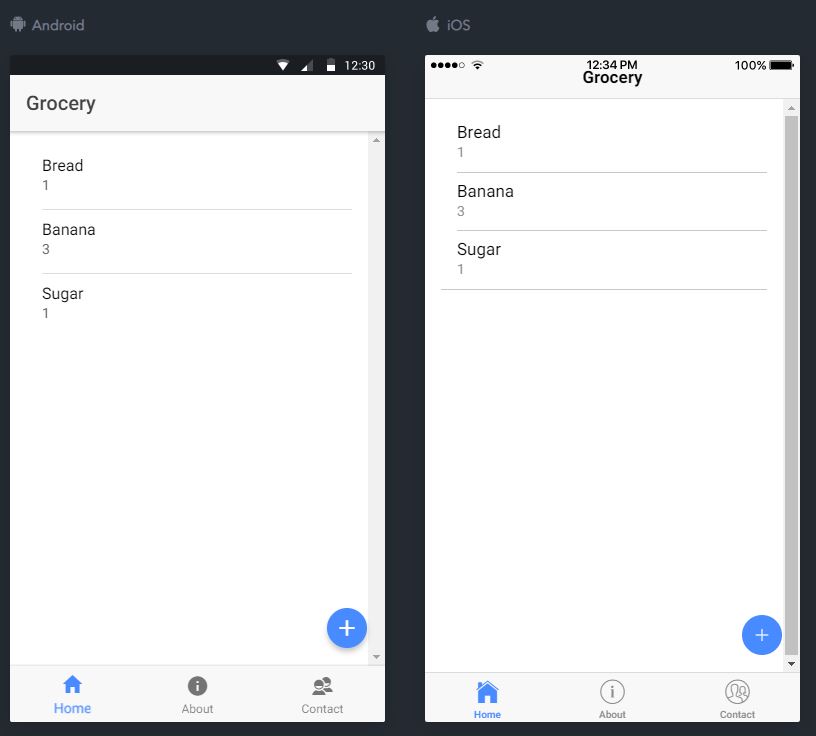 Android
12:30
Grocery
Bread
1
Banana
3
Sugar
1
Home About Contact
iOS
12:34 PM 100%
Grocery
Bread
1
Banana
3
Sugar
1
Home About Contact